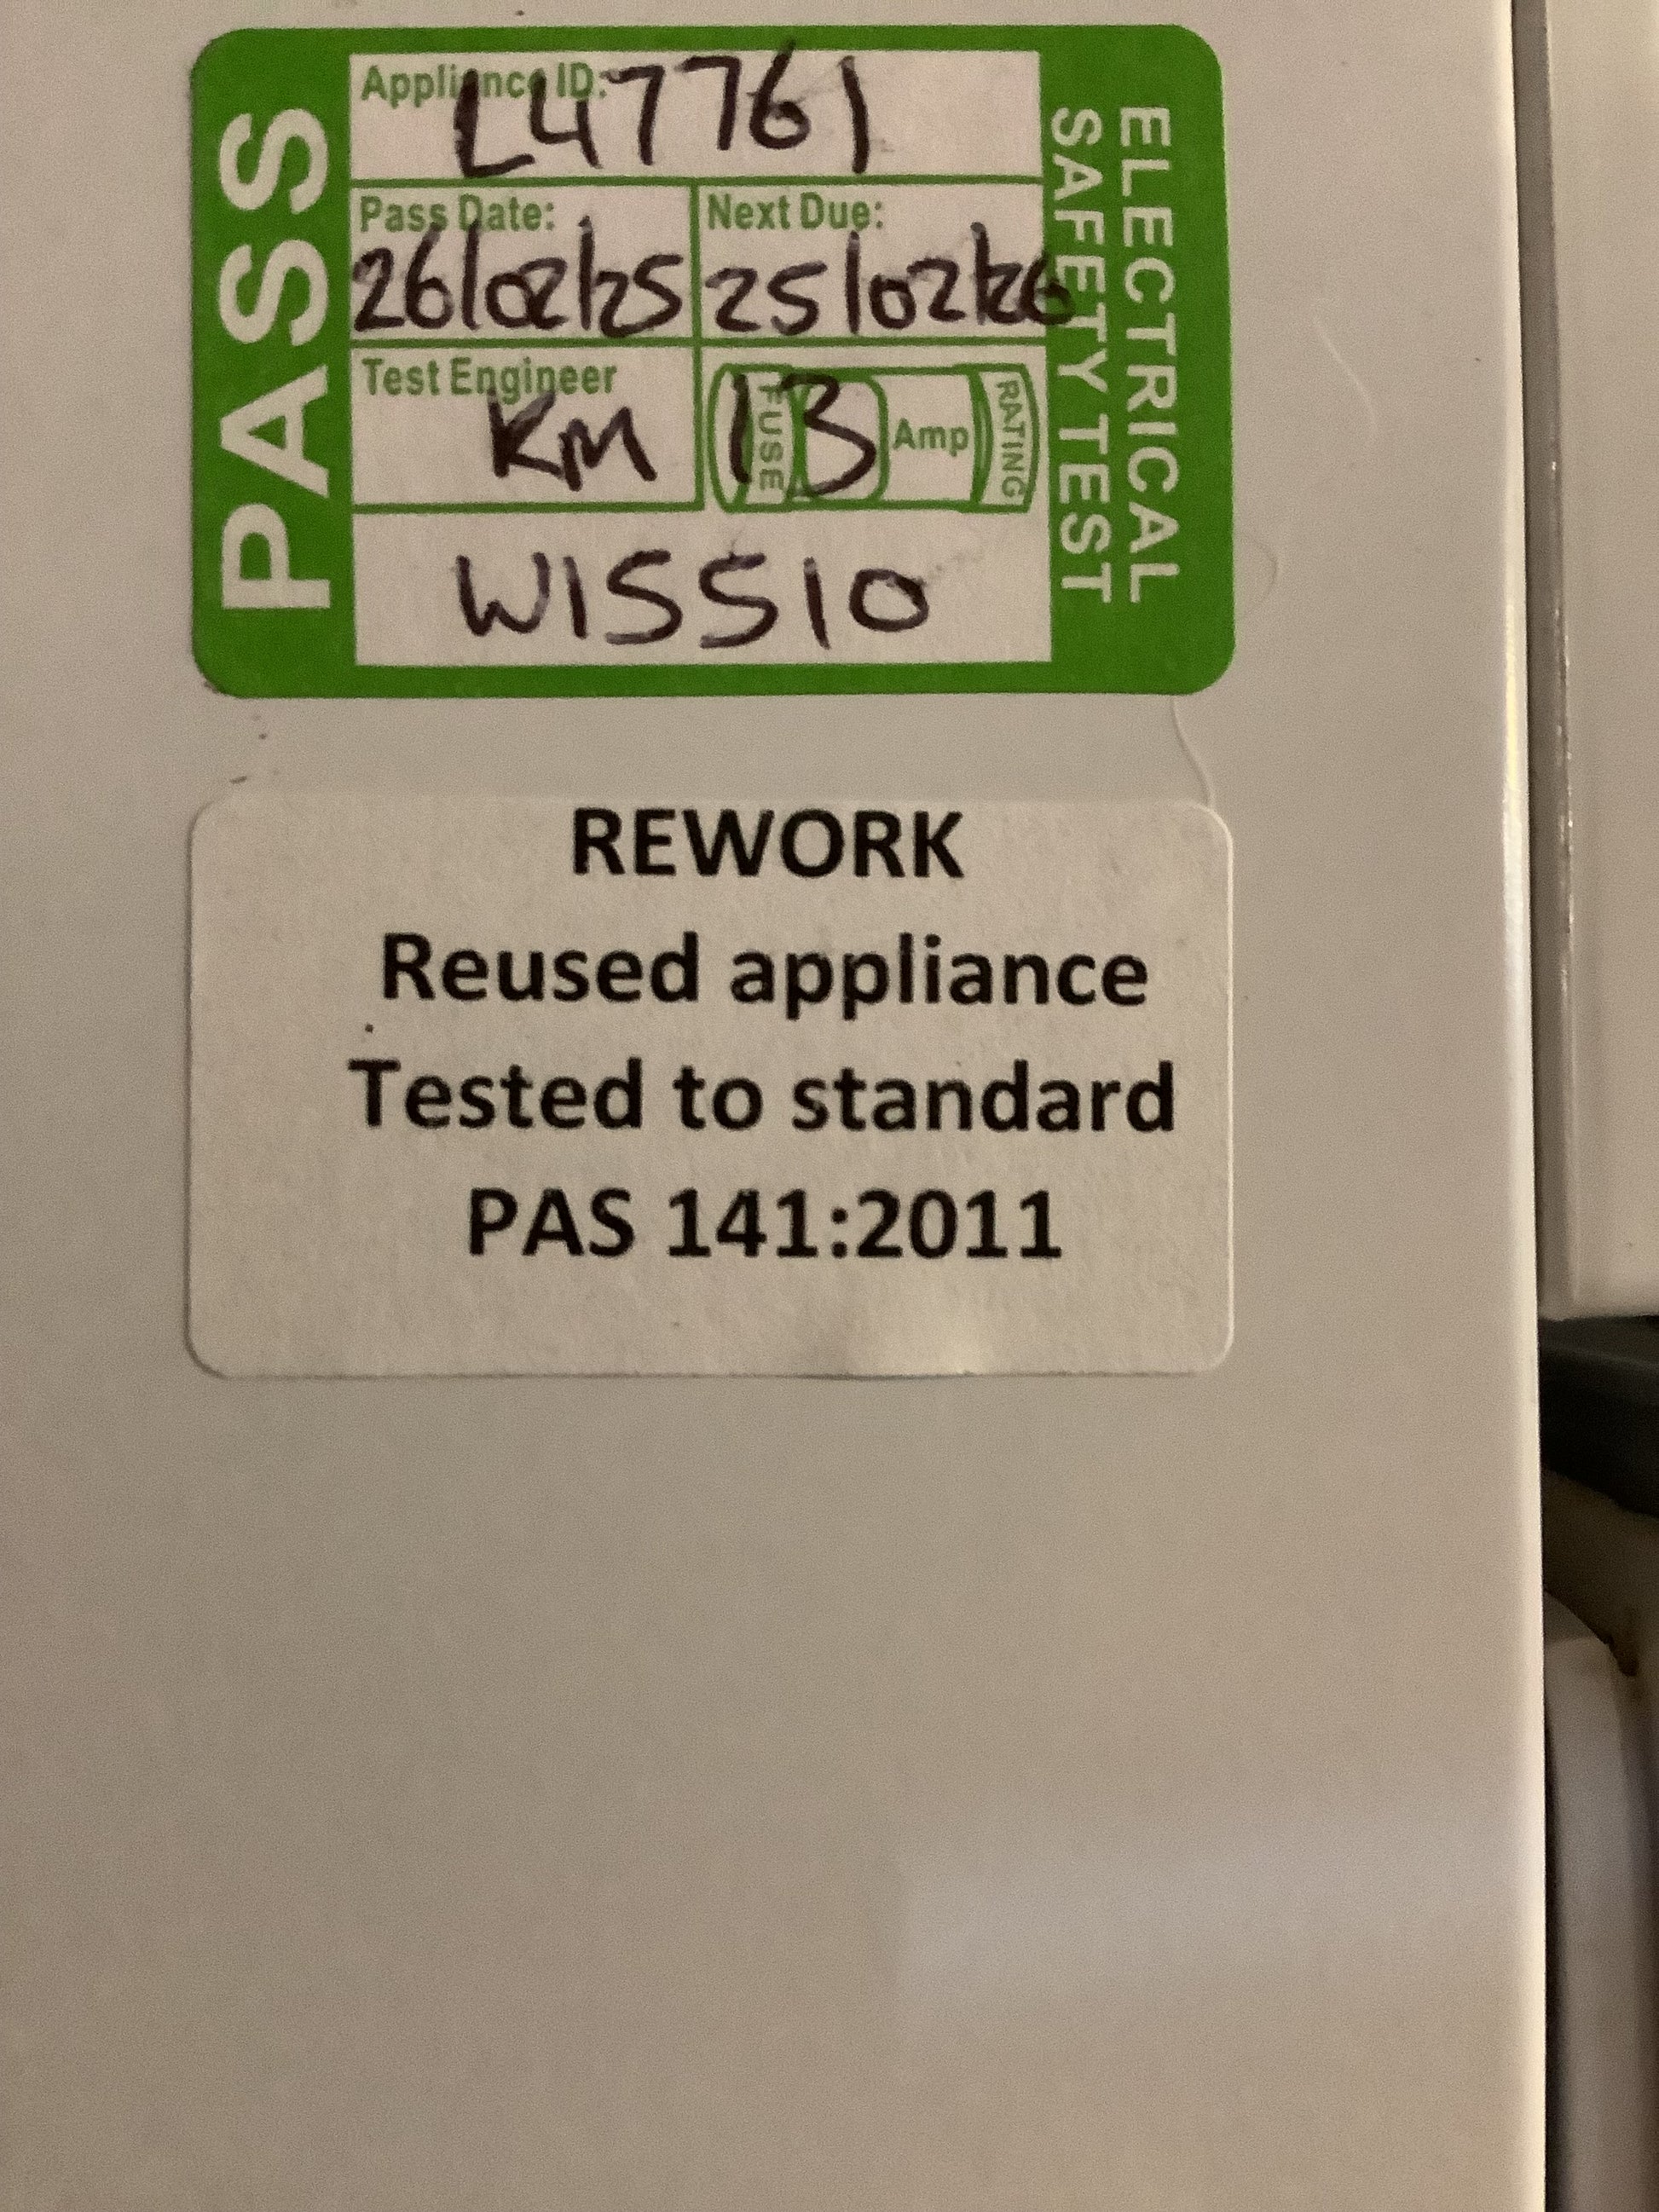 PASS
Appliance ID: L47761
Pass Date: Next Due:
26/02/25 25/02/26
Test Engineer
KM
FUSE 13 Amp RATING
W15510
ELECTRICAL
SAFETY TEST
REWORK
Reused appliance
Tested to standard
PAS 141:2011